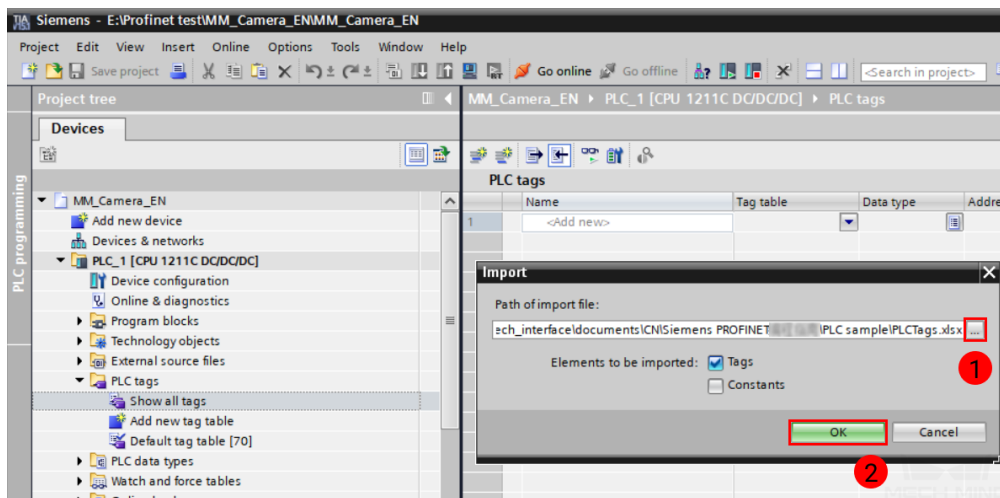 Siemens - E:\Profinet test\MM_Camera_EN\MM_Camera_EN
Project Edit View Insert Online Options Tools Window Help
Save project Go online Go offline <Search in project>
Project tree
MM_Camera_EN PLC_1 [CPU 1211C DC/DC/DC] PLC tags
Devices
PLC programming
PLC tags
Name Tag table Data type Addre
1 <Add new>
MM_Camera_EN
Add new device
Devices & networks
PLC_1 [CPU 1211C DC/DC/DC]
Device configuration
Online & diagnostics
Program blocks
Technology objects
External source files
PLC tags
Show all tags
Add new tag table
Default tag table [70]
PLC data types
Watch and force tables
Import
Path of import file:
ech_interface\documents\CN\Siemens PROFINET \PLC sample\PLCTags.xlsx ...
1
Elements to be imported: Tags
Constants
OK Cancel
2
MECH MIND